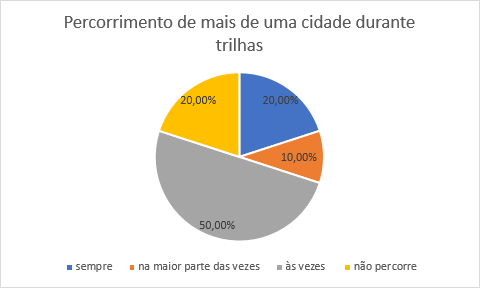 Percorrimento de mais de uma cidade durante
trilhas
20,00%
20,00%
10,00%
50,00%
sempre
na maior parte das vezes
às vezes
não percorre